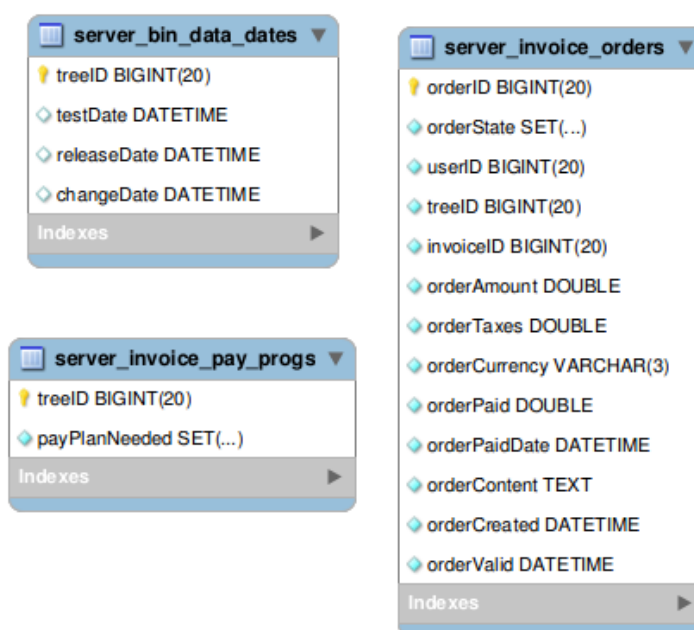 server_bin_data_dates
treeID BIGINT(20)
testDate DATETIME
releaseDate DATETIME
changeDate DATETIME
Indexes
server_invoice_pay_progs
treeID BIGINT(20)
payPlanNeeded SET(...)
Indexes
server_invoice_orders
orderID BIGINT(20)
orderState SET(...)
userID BIGINT(20)
treeID BIGINT(20)
invoiceID BIGINT(20)
orderAmount DOUBLE
orderTaxes DOUBLE
orderCurrency VARCHAR(3)
orderPaid DOUBLE
orderPaidDate DATETIME
orderContent TEXT
orderCreated DATETIME
orderValid DATETIME
Indexes